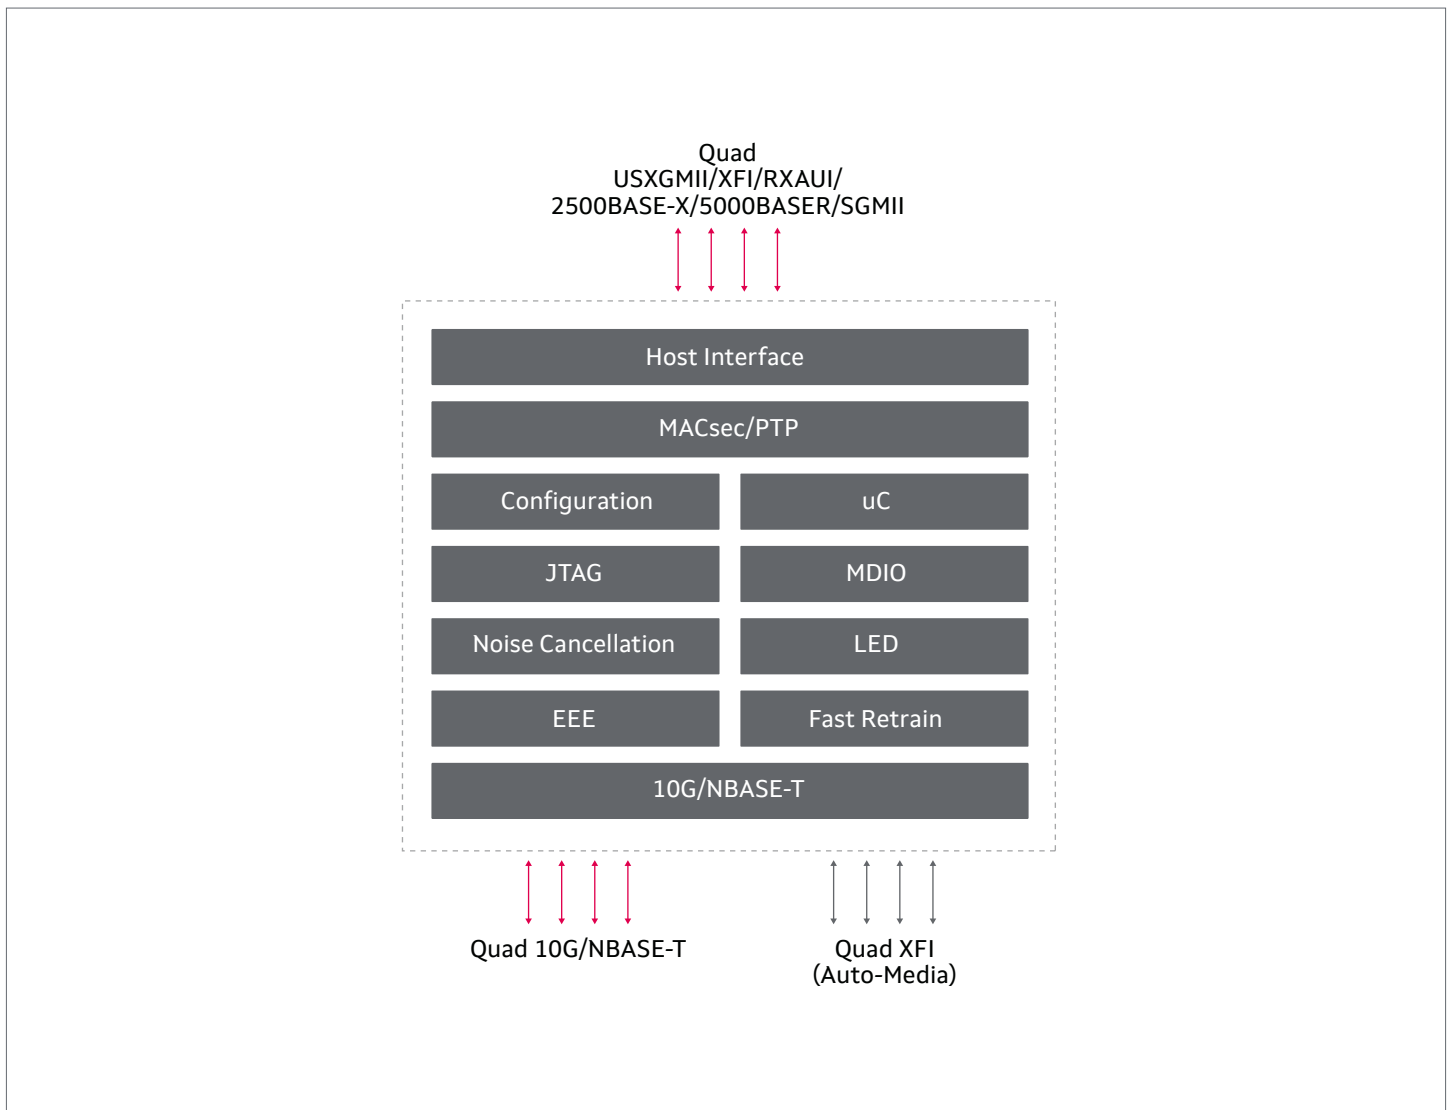 Quad
USXGMII/XFI/RXAUI/
2500BASE-X/5000BASER/SGMII
Host Interface
MACsec/PTP
Configuration
uC
JTAG
MDIO
Noise Cancellation
LED
EEE
Fast Retrain
10G/NBASE-T
Quad 10G/NBASE-T
Quad XFI
(Auto-Media)